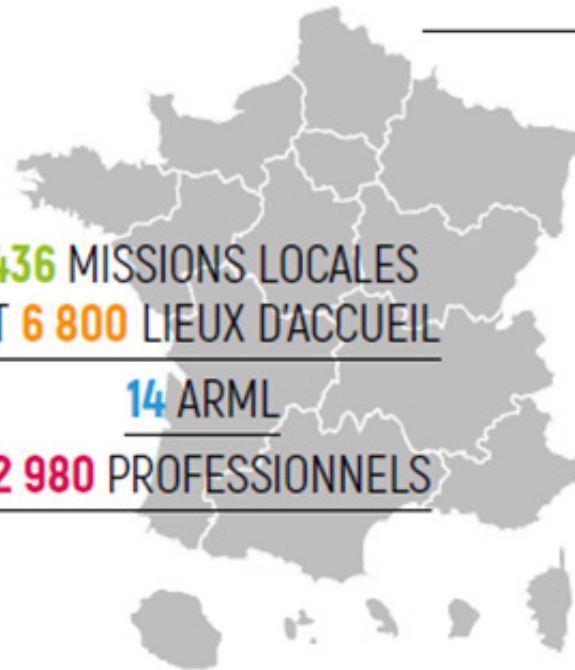 436 MISSIONS LOCALES
T 6 800 LIEUX D'ACCUEIL
14 ARML
2 980 PROFESSIONNELS